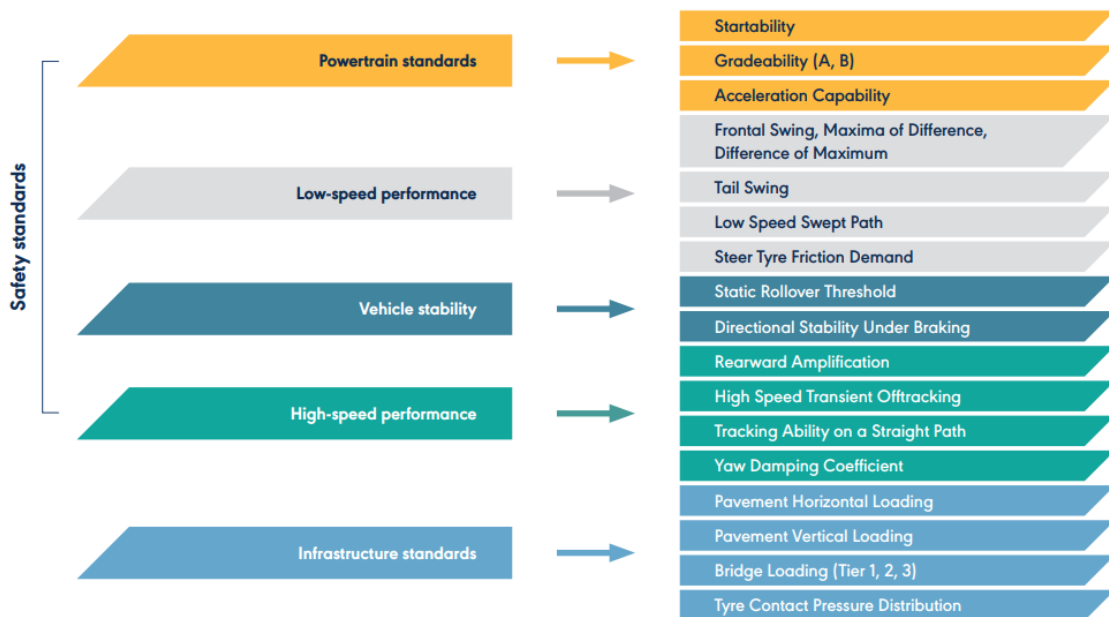 Safety standards
Powertrain standards
Startability
Gradeability (A, B)
Acceleration Capability
Low-speed performance
Frontal Swing, Maxima of Difference,
Difference of Maximum
Tail Swing
Low Speed Swept Path
Steer Tyre Friction Demand
Vehicle stability
Static Rollover Threshold
Directional Stability Under Braking
High-speed performance
Rearward Amplification
High Speed Transient Offtracking
Tracking Ability on a Straight Path
Yaw Damping Coefficient
Infrastructure standards
Pavement Horizontal Loading
Pavement Vertical Loading
Bridge Loading (Tier 1, 2, 3)
Tyre Contact Pressure Distribution